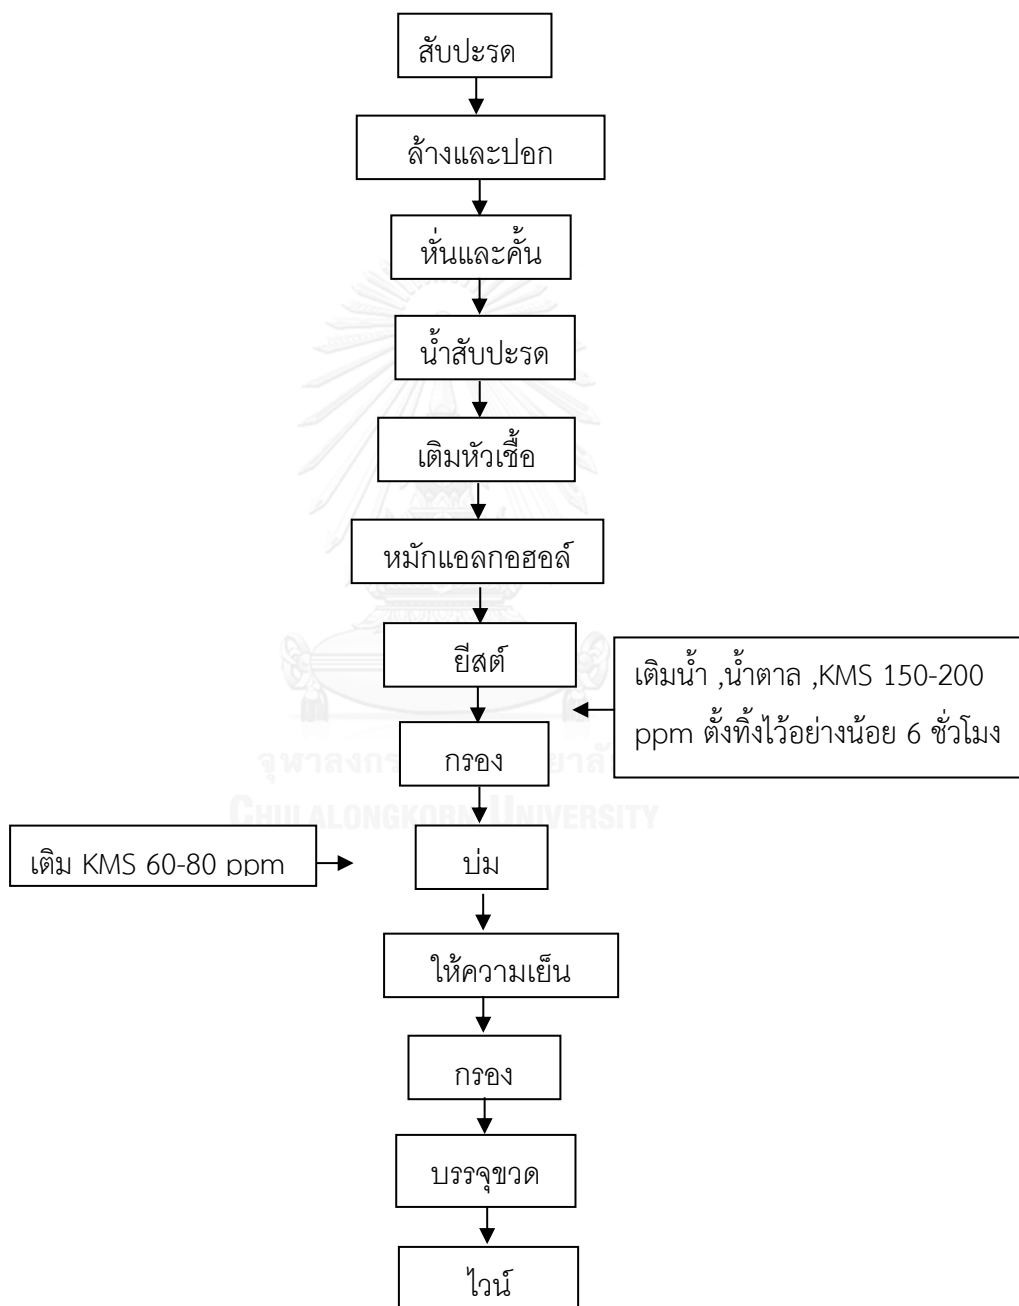 สับปะรด
ล้างและปอก
หั่นและคั้น
น้ำสับปะรด
เติมหัวเชื้อ
หมักแอลกอฮอล์
ยีสต์
เติมน้ำ ,น้ำตาล ,KMS 150-200
ppm ตั้งทิ้งไว้อย่างน้อย 6 ชั่วโมง
กรอง
เติม KMS 60-80 ppm
บ่ม
ให้ความเย็น
กรอง
บรรจุขวด
ไวน์
CHULALONGKORN UNIVERSITY